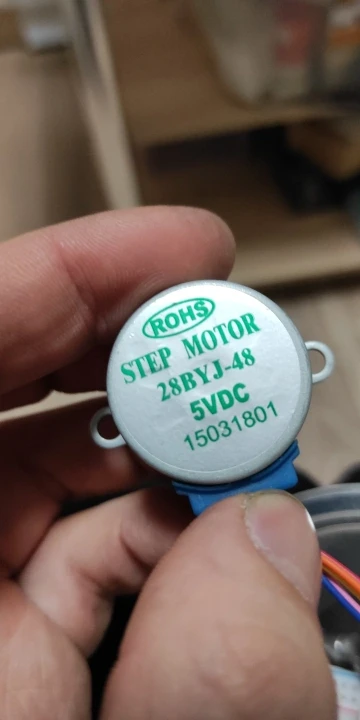 ROHS
STEP MOTOR
28BYJ-48
5VDC
15031801